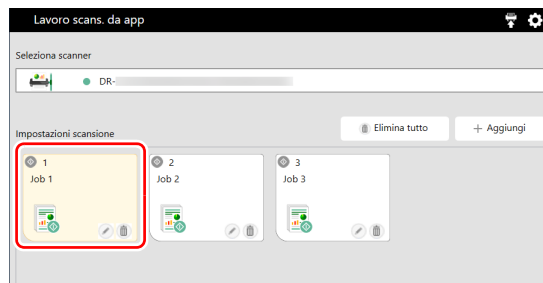 Lavoro scans. da app
Seleziona scanner
DR-
Impostazioni scansione
Elimina tutto
+ Aggiungi
1
Job 1
2
Job 2
3
Job 3